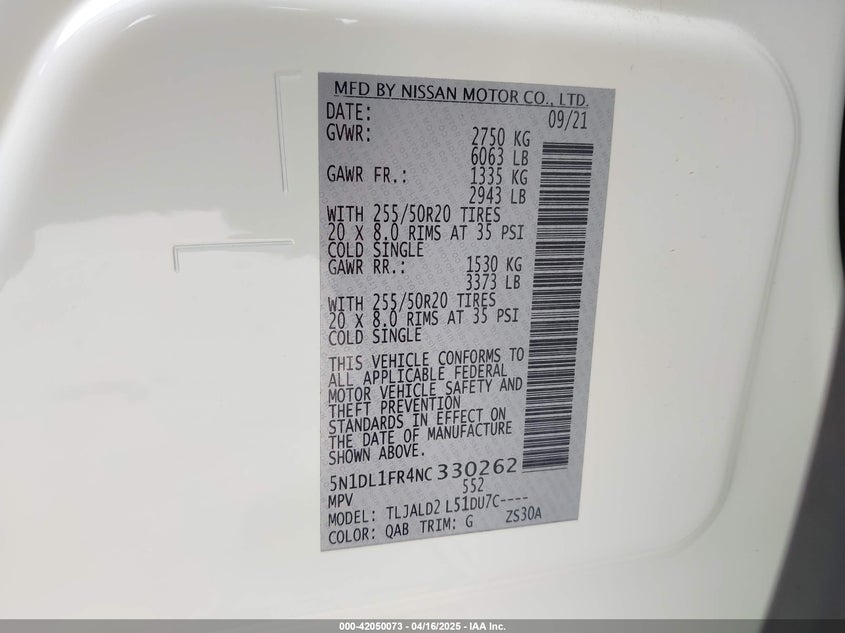 MFD BY NISSAN MOTOR CO., LTD.
DATE: 09/21
GVWR: 2750 KG
6063 LB
GAWR FR.: 1335 KG
2943 LB
WITH 255/50R20 TIRES
20 X 8.0 RIMS AT 35 PSI
COLD SINGLE
GAWR RR.: 1530 KG
3373 LB
WITH 255/50R20 TIRES
20 X 8.0 RIMS AT 35 PSI
COLD SINGLE
THIS VEHICLE CONFORMS TO
ALL APPLICABLE FEDERAL
MOTOR VEHICLE SAFETY AND
THEFT PREVENTION
STANDARDS IN EFFECT ON
THE DATE OF MANUFACTURE
SHOWN ABOVE.
5N1DL1FR4NC330262
MPV 552
MODEL: TLJALD2 L51DU7C----
COLOR: QAB TRIM: G ZS30A
000-42050073 - 04/16/2025 - IAA Inc.